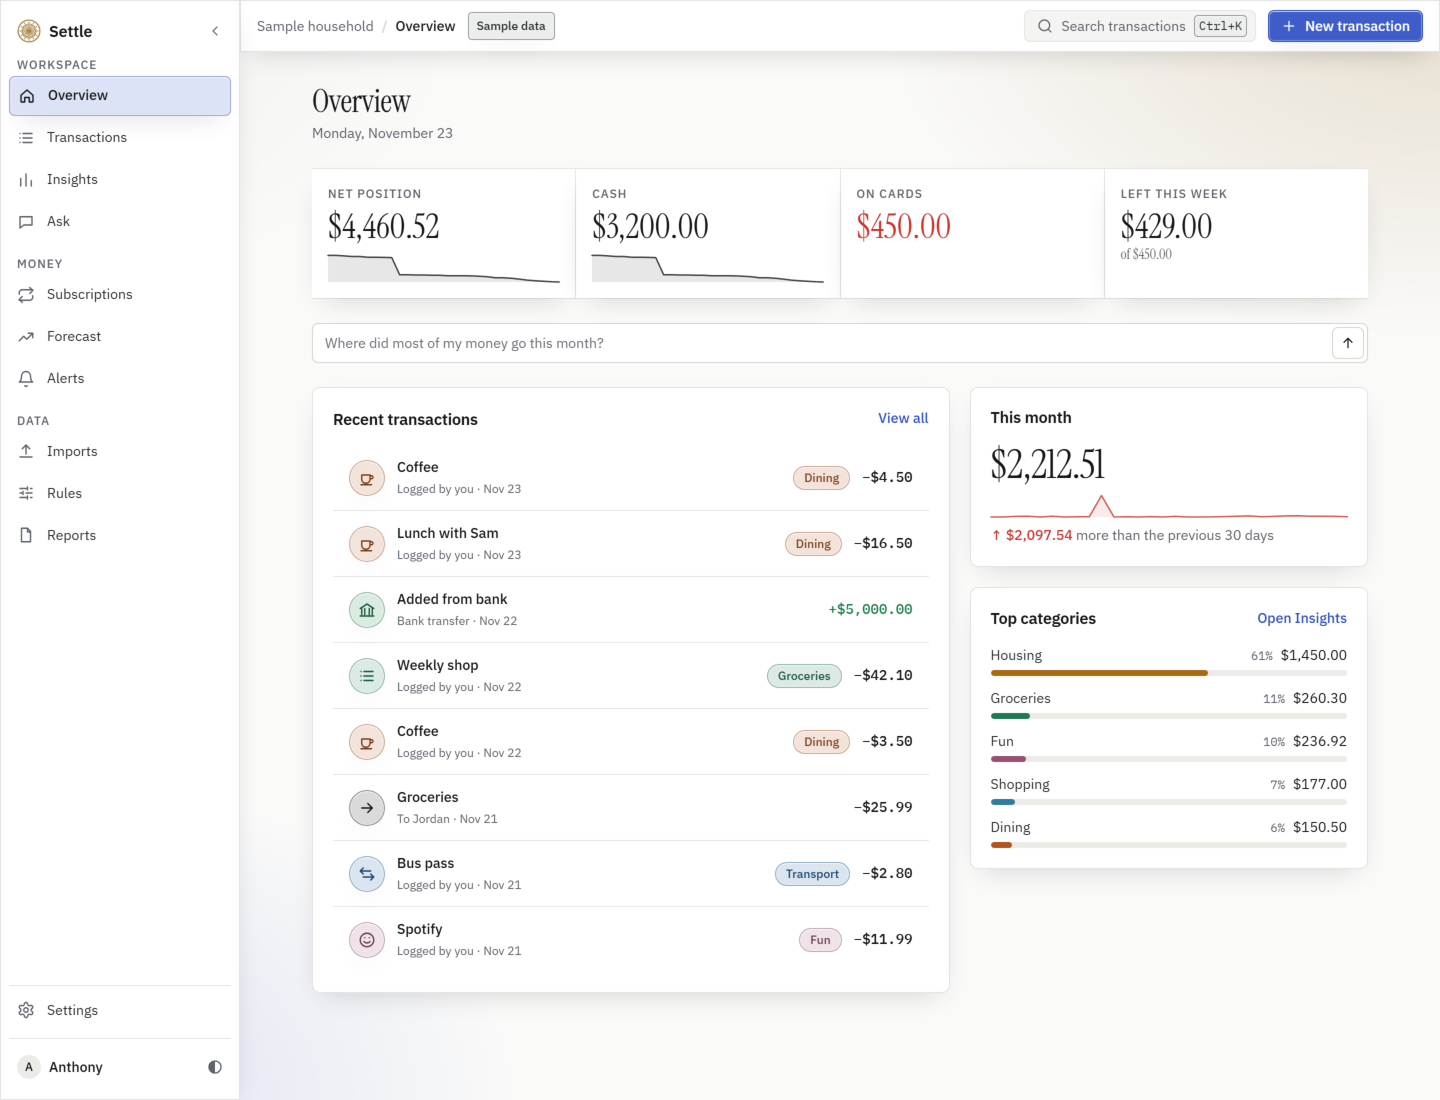 Settle
WORKSPACE
Overview
Transactions
Insights
Ask
MONEY
Subscriptions
Forecast
Alerts
DATA
Imports
Rules
Reports
Settings
A Anthony
Sample household / Overview Sample data
Search transactions Ctrl+K
New transaction
Overview
Monday, November 23
NET POSITION
$4,460.52
CASH
$3,200.00
ON CARDS
$450.00
LEFT THIS WEEK
$429.00
of $450.00
Where did most of my money go this month?
Recent transactions View all
Coffee
Logged by you · Nov 23
Dining −$4.50
Lunch with Sam
Logged by you · Nov 23
Dining −$16.50
Added from bank
Bank transfer · Nov 22
+$5,000.00
Weekly shop
Logged by you · Nov 22
Groceries −$42.10
Coffee
Logged by you · Nov 22
Dining −$3.50
Groceries
To Jordan · Nov 21
−$25.99
Bus pass
Logged by you · Nov 21
Transport −$2.80
Spotify
Logged by you · Nov 21
Fun −$11.99
This month
$2,212.51
↑ $2,097.54 more than the previous 30 days
Top categories Open Insights
Housing 61% $1,450.00
Groceries 11% $260.30
Fun 10% $236.92
Shopping 7% $177.00
Dining 6% $150.50